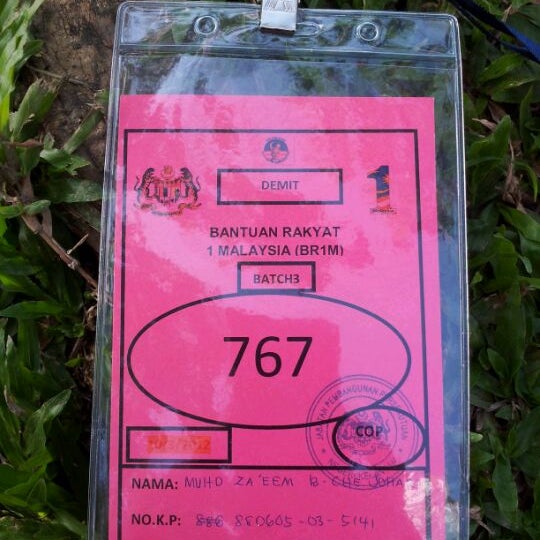 1
DEMIT
BANTUAN RAKYAT
1 MALAYSIA (BR1M)
BATCH3
767
COP
NAMA: MUHD ZA'EEM B. CHE JOHA
NO.K.P: 880605-03-5141